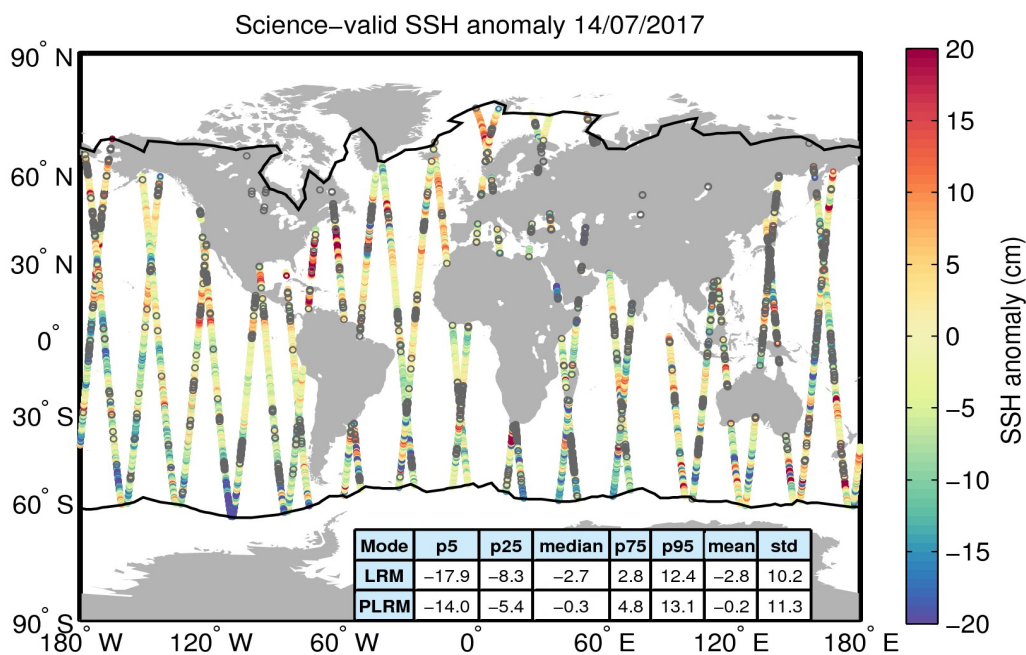 Science−valid SSH anomaly 14/07/2017
90° N
60° N
30° N
0°
30° S
60° S
90° S
180° W
120° W
60° W
0°
60° E
120° E
180° E
Mode p5 p25 median p75 p95 mean std
LRM −17.9 −8.3 −2.7 2.8 12.4 −2.8 10.2
PLRM −14.0 −5.4 −0.3 4.8 13.1 −0.2 11.3
20
15
10
5
0
−5
−10
−15
−20
SSH anomaly (cm)